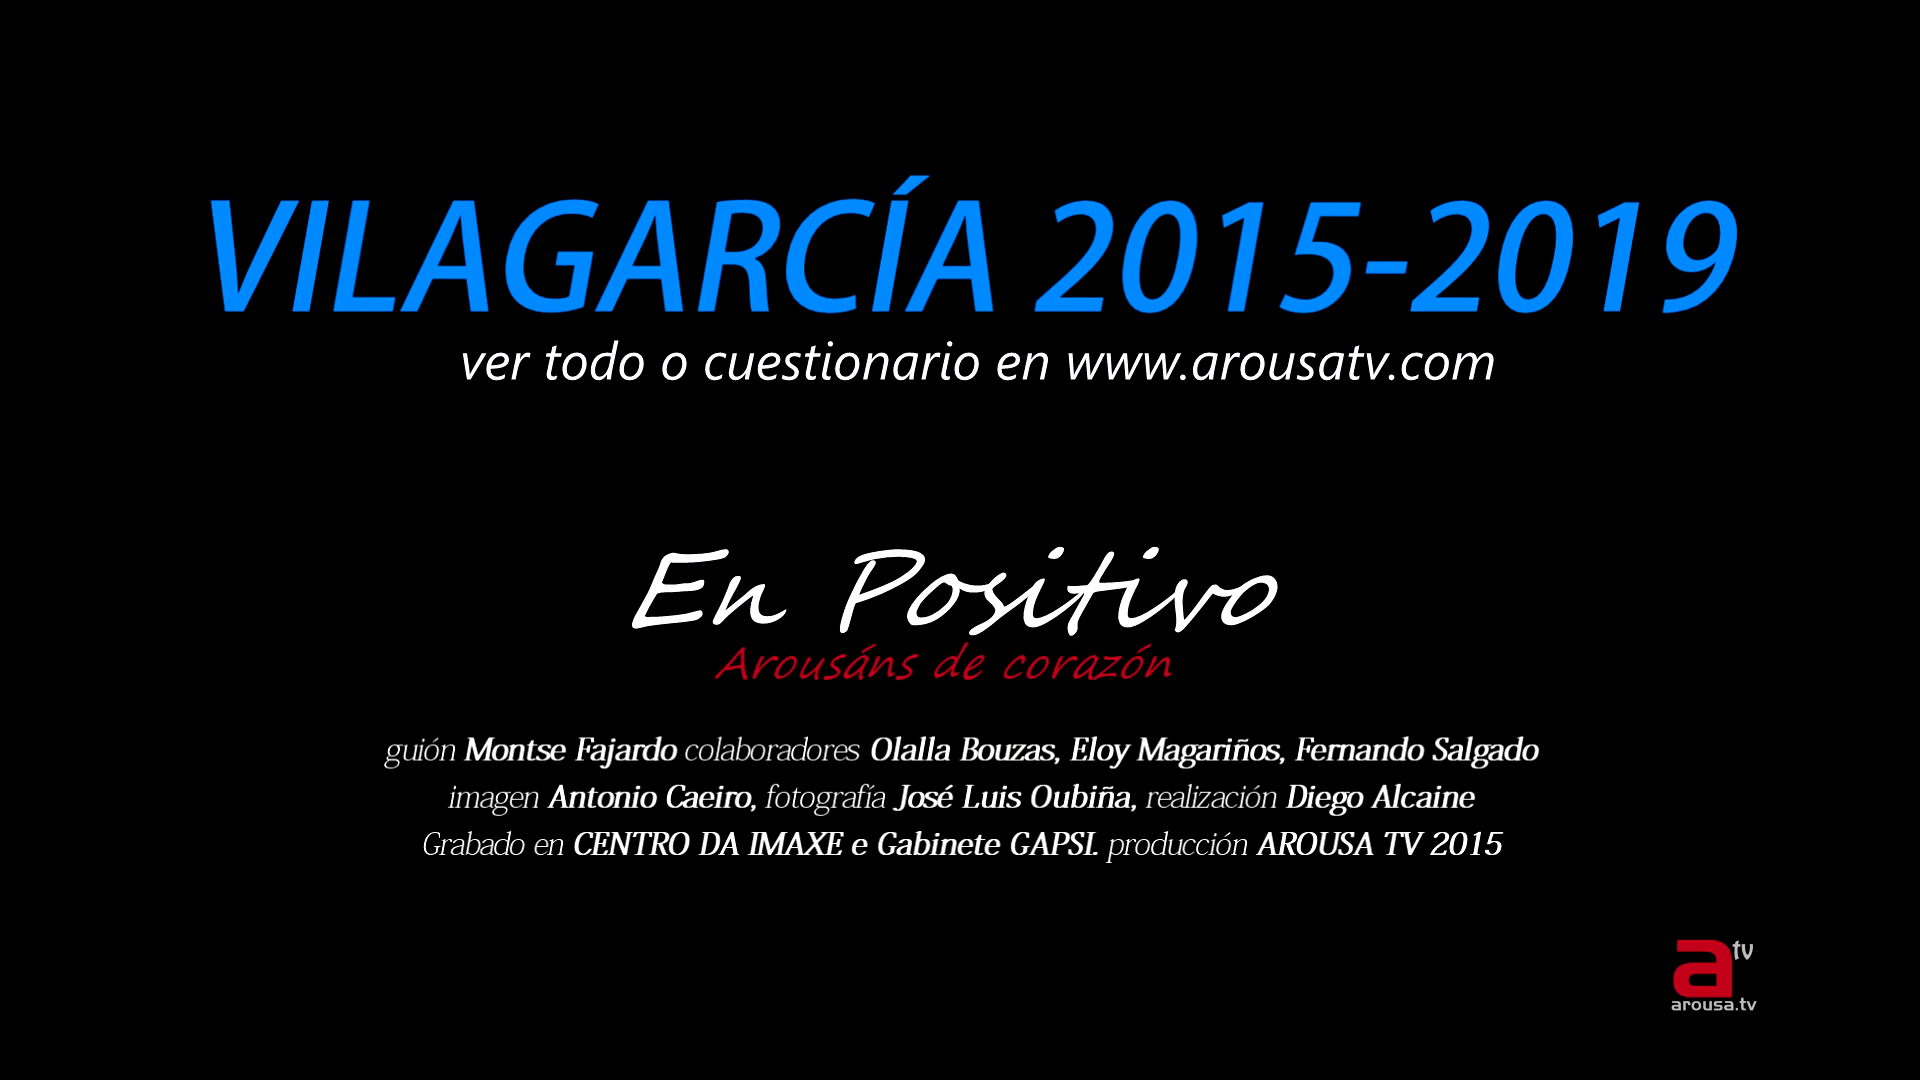 VILAGARCÍA 2015-2019
ver todo o cuestionario en www.arousatv.com
En Positivo
Arousáns de corazón
guión Montse Fajardo colaboradores Olalla Bouzas, Eloy Magariños, Fernando Salgado
imagen Antonio Caeiro, fotografía José Luis Oubiña, realización Diego Alcaine
Grabado en CENTRO DA IMAXE e Gabinete GAPSI. producción AROUSA TV 2015
a tv
arousa.tv